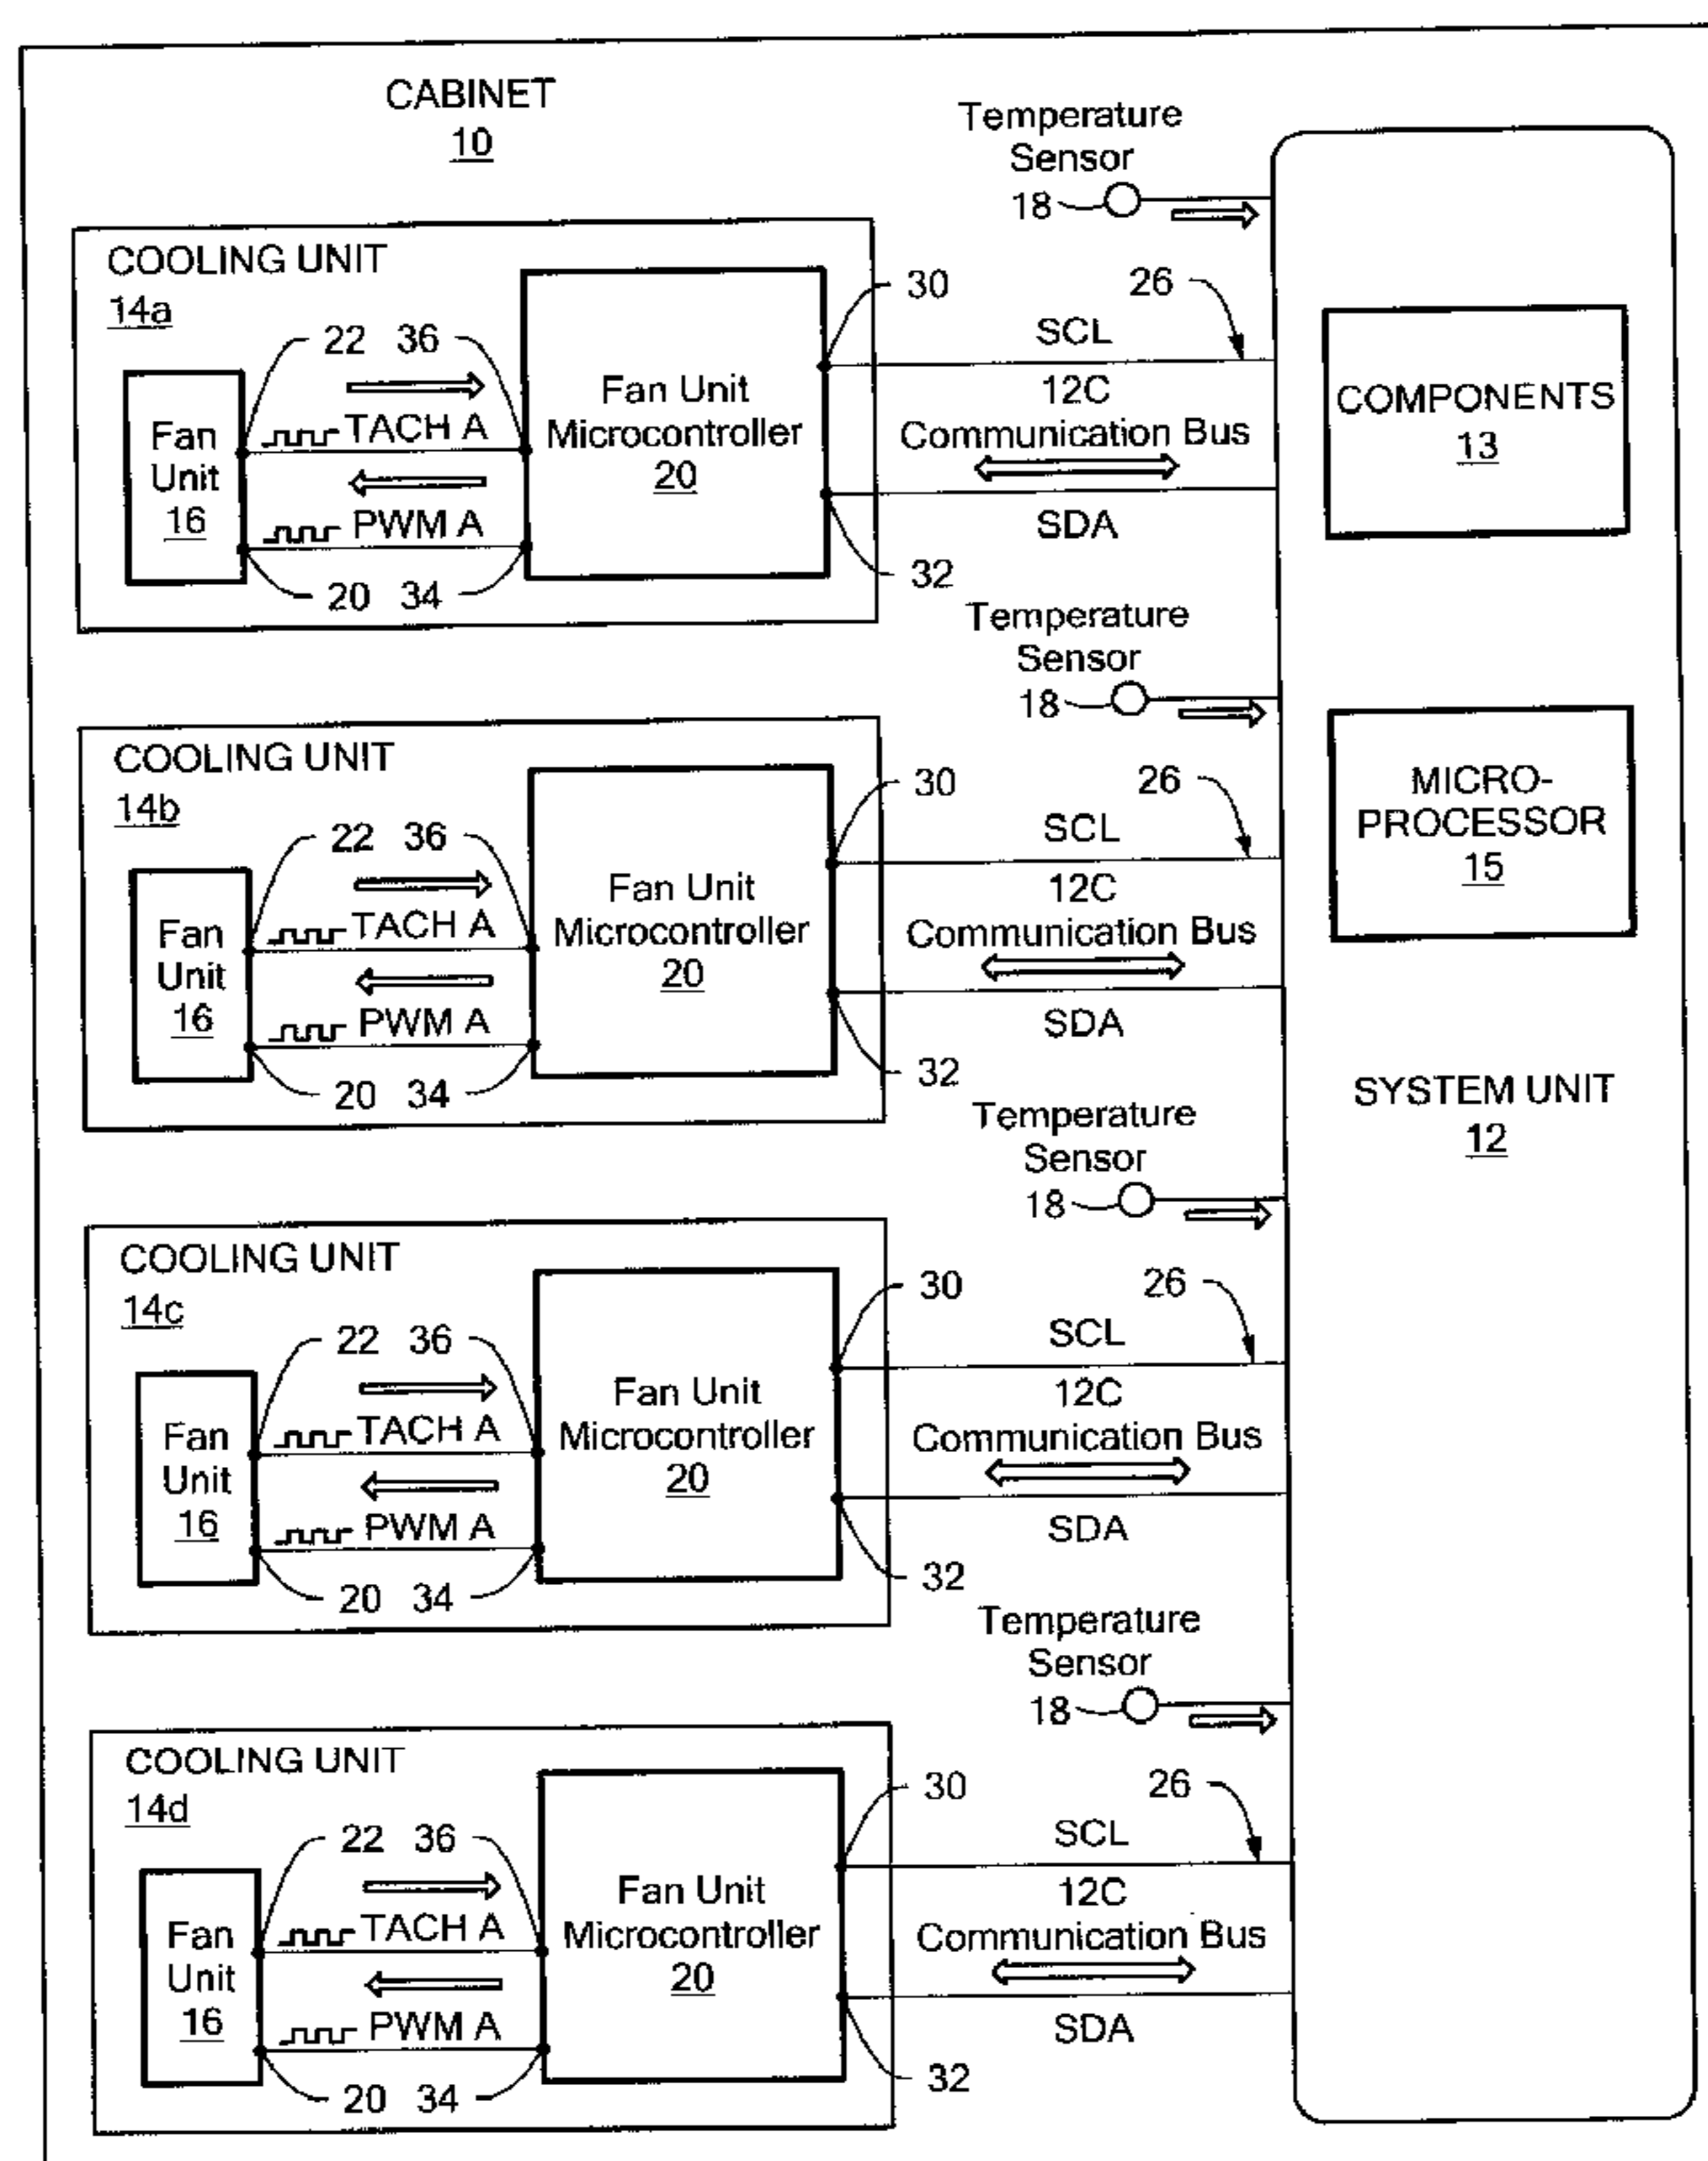 CABINET
10
Temperature
Sensor
18
COOLING UNIT
14a
22 36
TACH A
PWM A
20 34
Fan
Unit
16
Fan Unit
Microcontroller
20
30
32
26
SCL
12C
Communication Bus
SDA
Temperature
Sensor
18
COOLING UNIT
14b
22 36
TACH A
PWM A
20 34
Fan
Unit
16
Fan Unit
Microcontroller
20
30
32
26
SCL
12C
Communication Bus
SDA
Temperature
Sensor
18
COOLING UNIT
14c
22 36
TACH A
PWM A
20 34
Fan
Unit
16
Fan Unit
Microcontroller
20
30
32
26
SCL
12C
Communication Bus
SDA
Temperature
Sensor
18
COOLING UNIT
14d
22 36
TACH A
PWM A
20 34
Fan
Unit
16
Fan Unit
Microcontroller
20
30
32
26
SCL
12C
Communication Bus
SDA
COMPONENTS
13
MICRO-
PROCESSOR
15
SYSTEM UNIT
12